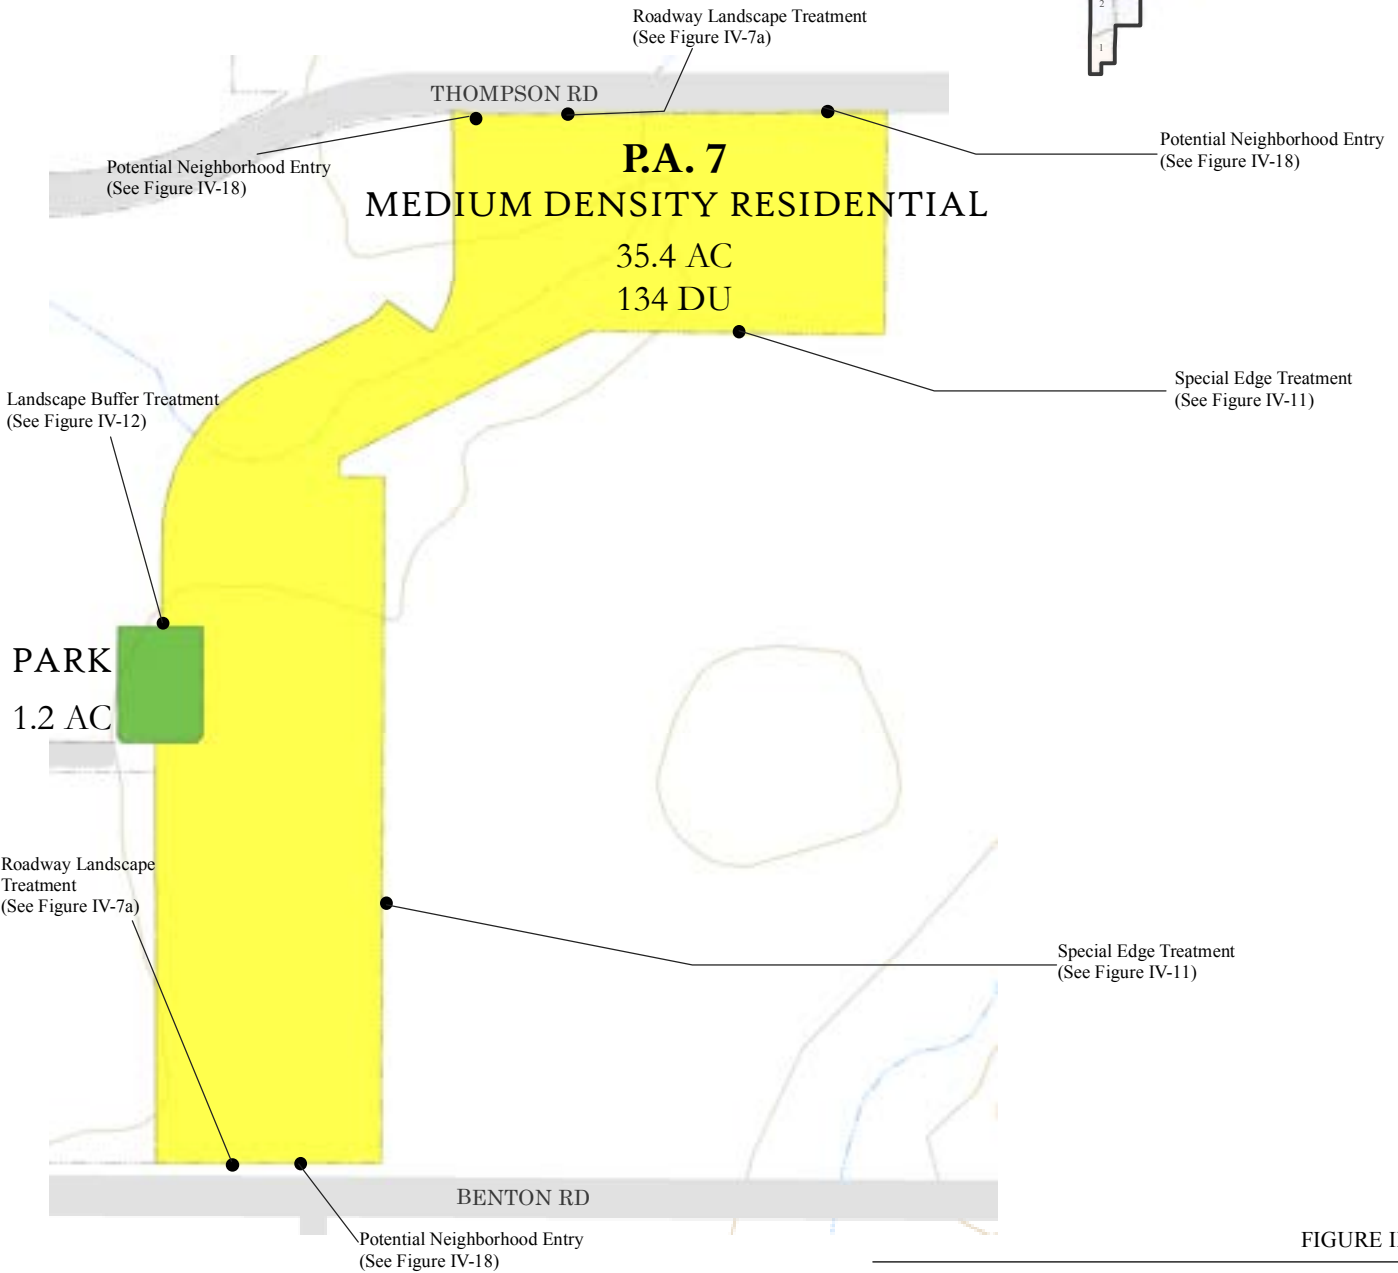 Roadway Landscape Treatment
(See Figure IV-7a)
2
1
THOMPSON RD
Potential Neighborhood Entry
(See Figure IV-18)
Potential Neighborhood Entry
(See Figure IV-18)
P.A. 7
MEDIUM DENSITY RESIDENTIAL
35.4 AC
134 DU
Special Edge Treatment
(See Figure IV-11)
Landscape Buffer Treatment
(See Figure IV-12)
PARK
1.2 AC
Roadway Landscape
Treatment
(See Figure IV-7a)
Special Edge Treatment
(See Figure IV-11)
BENTON RD
Potential Neighborhood Entry
(See Figure IV-18)
FIGURE